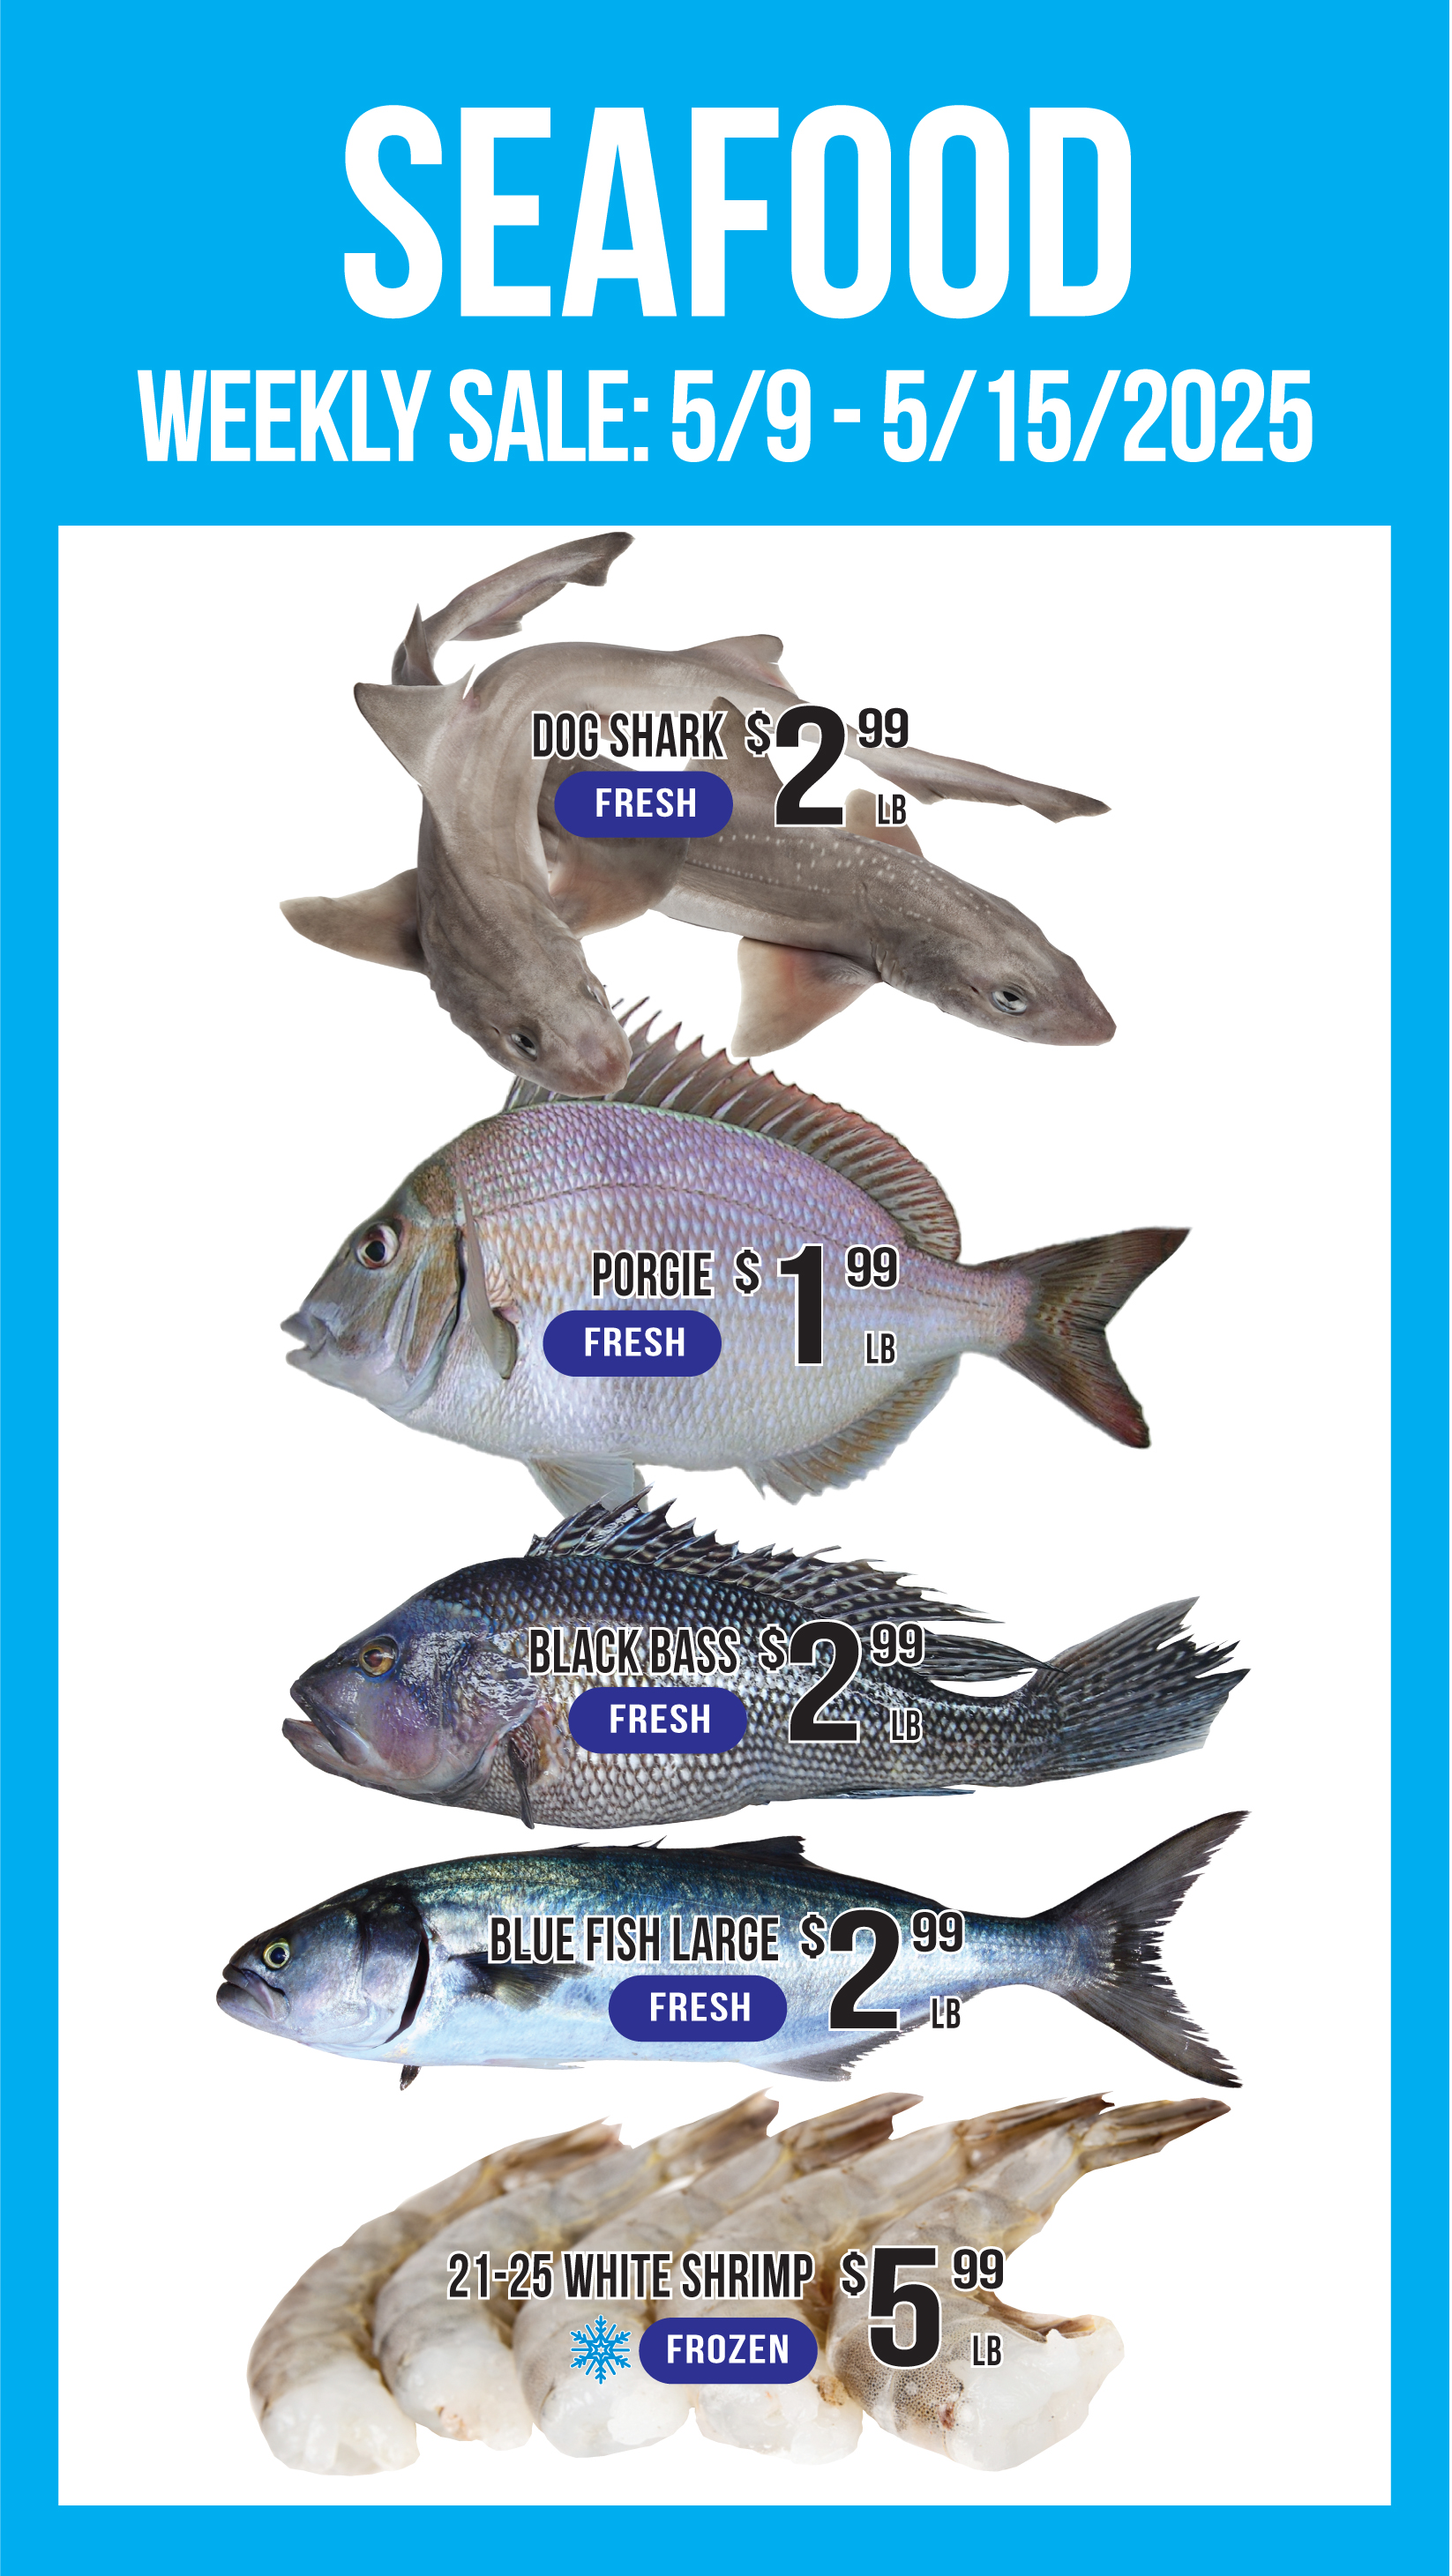 SEAFOOD
WEEKLY SALE: 5/9 - 5/15/2025
DOG SHARK $2 99
FRESH LB
PORGIE $1 99
FRESH LB
BLACK BASS $2 99
FRESH LB
BLUE FISH LARGE $2 99
FRESH LB
21-25 WHITE SHRIMP $5 99
FROZEN LB